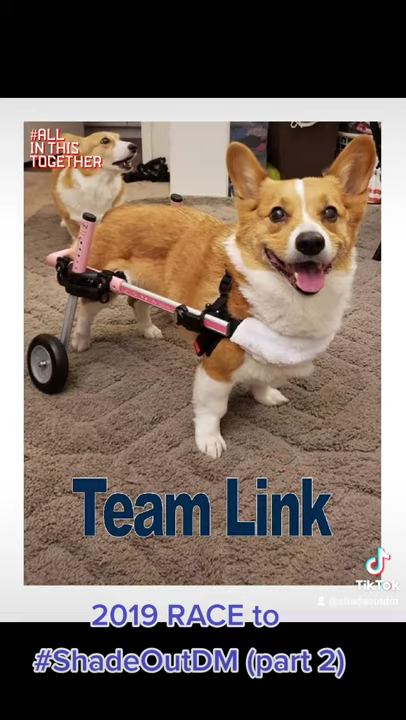 #ALL
IN THIS
TOGETHER
Team Link
TikTok
@shadeoutdm
2019 RACE to
#ShadeOutDM (part 2)